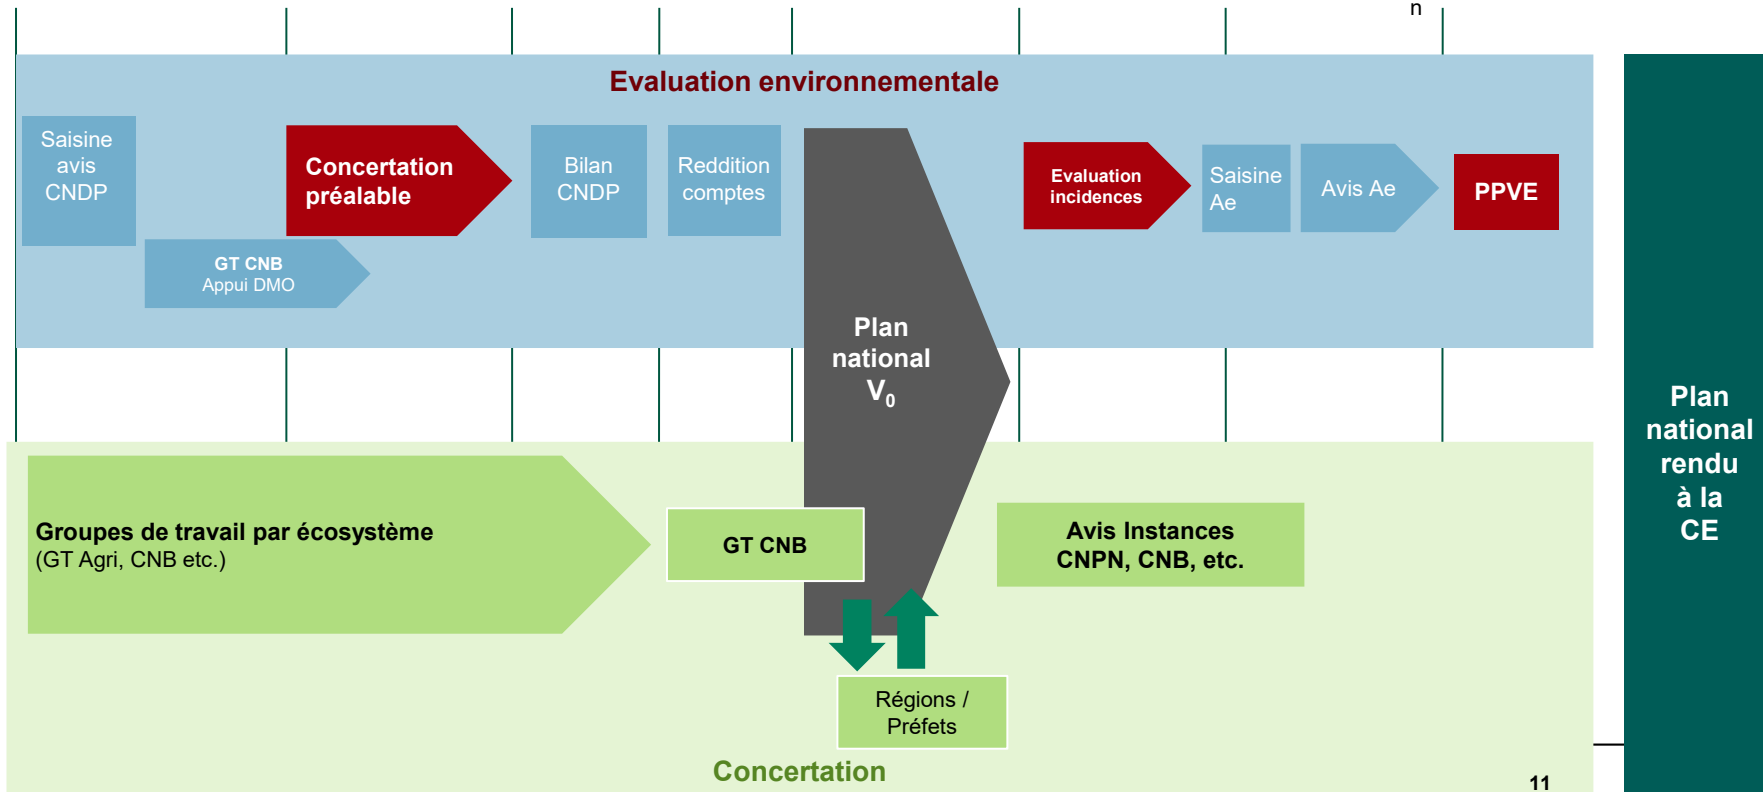 n
Evaluation environnementale
Saisine
avis
CNDP
GT CNB
Appui DMO
Concertation
préalable
Bilan
CNDP
Reddition
comptes
Plan
national
V₀
Evaluation
incidences
Saisine
Ae
Avis Ae
PPVE
Groupes de travail par écosystème
(GT Agri, CNB etc.)
GT CNB
Régions /
Préfets
Avis Instances
CNPN, CNB, etc.
Concertation
Plan
national
rendu
à la
CE
11